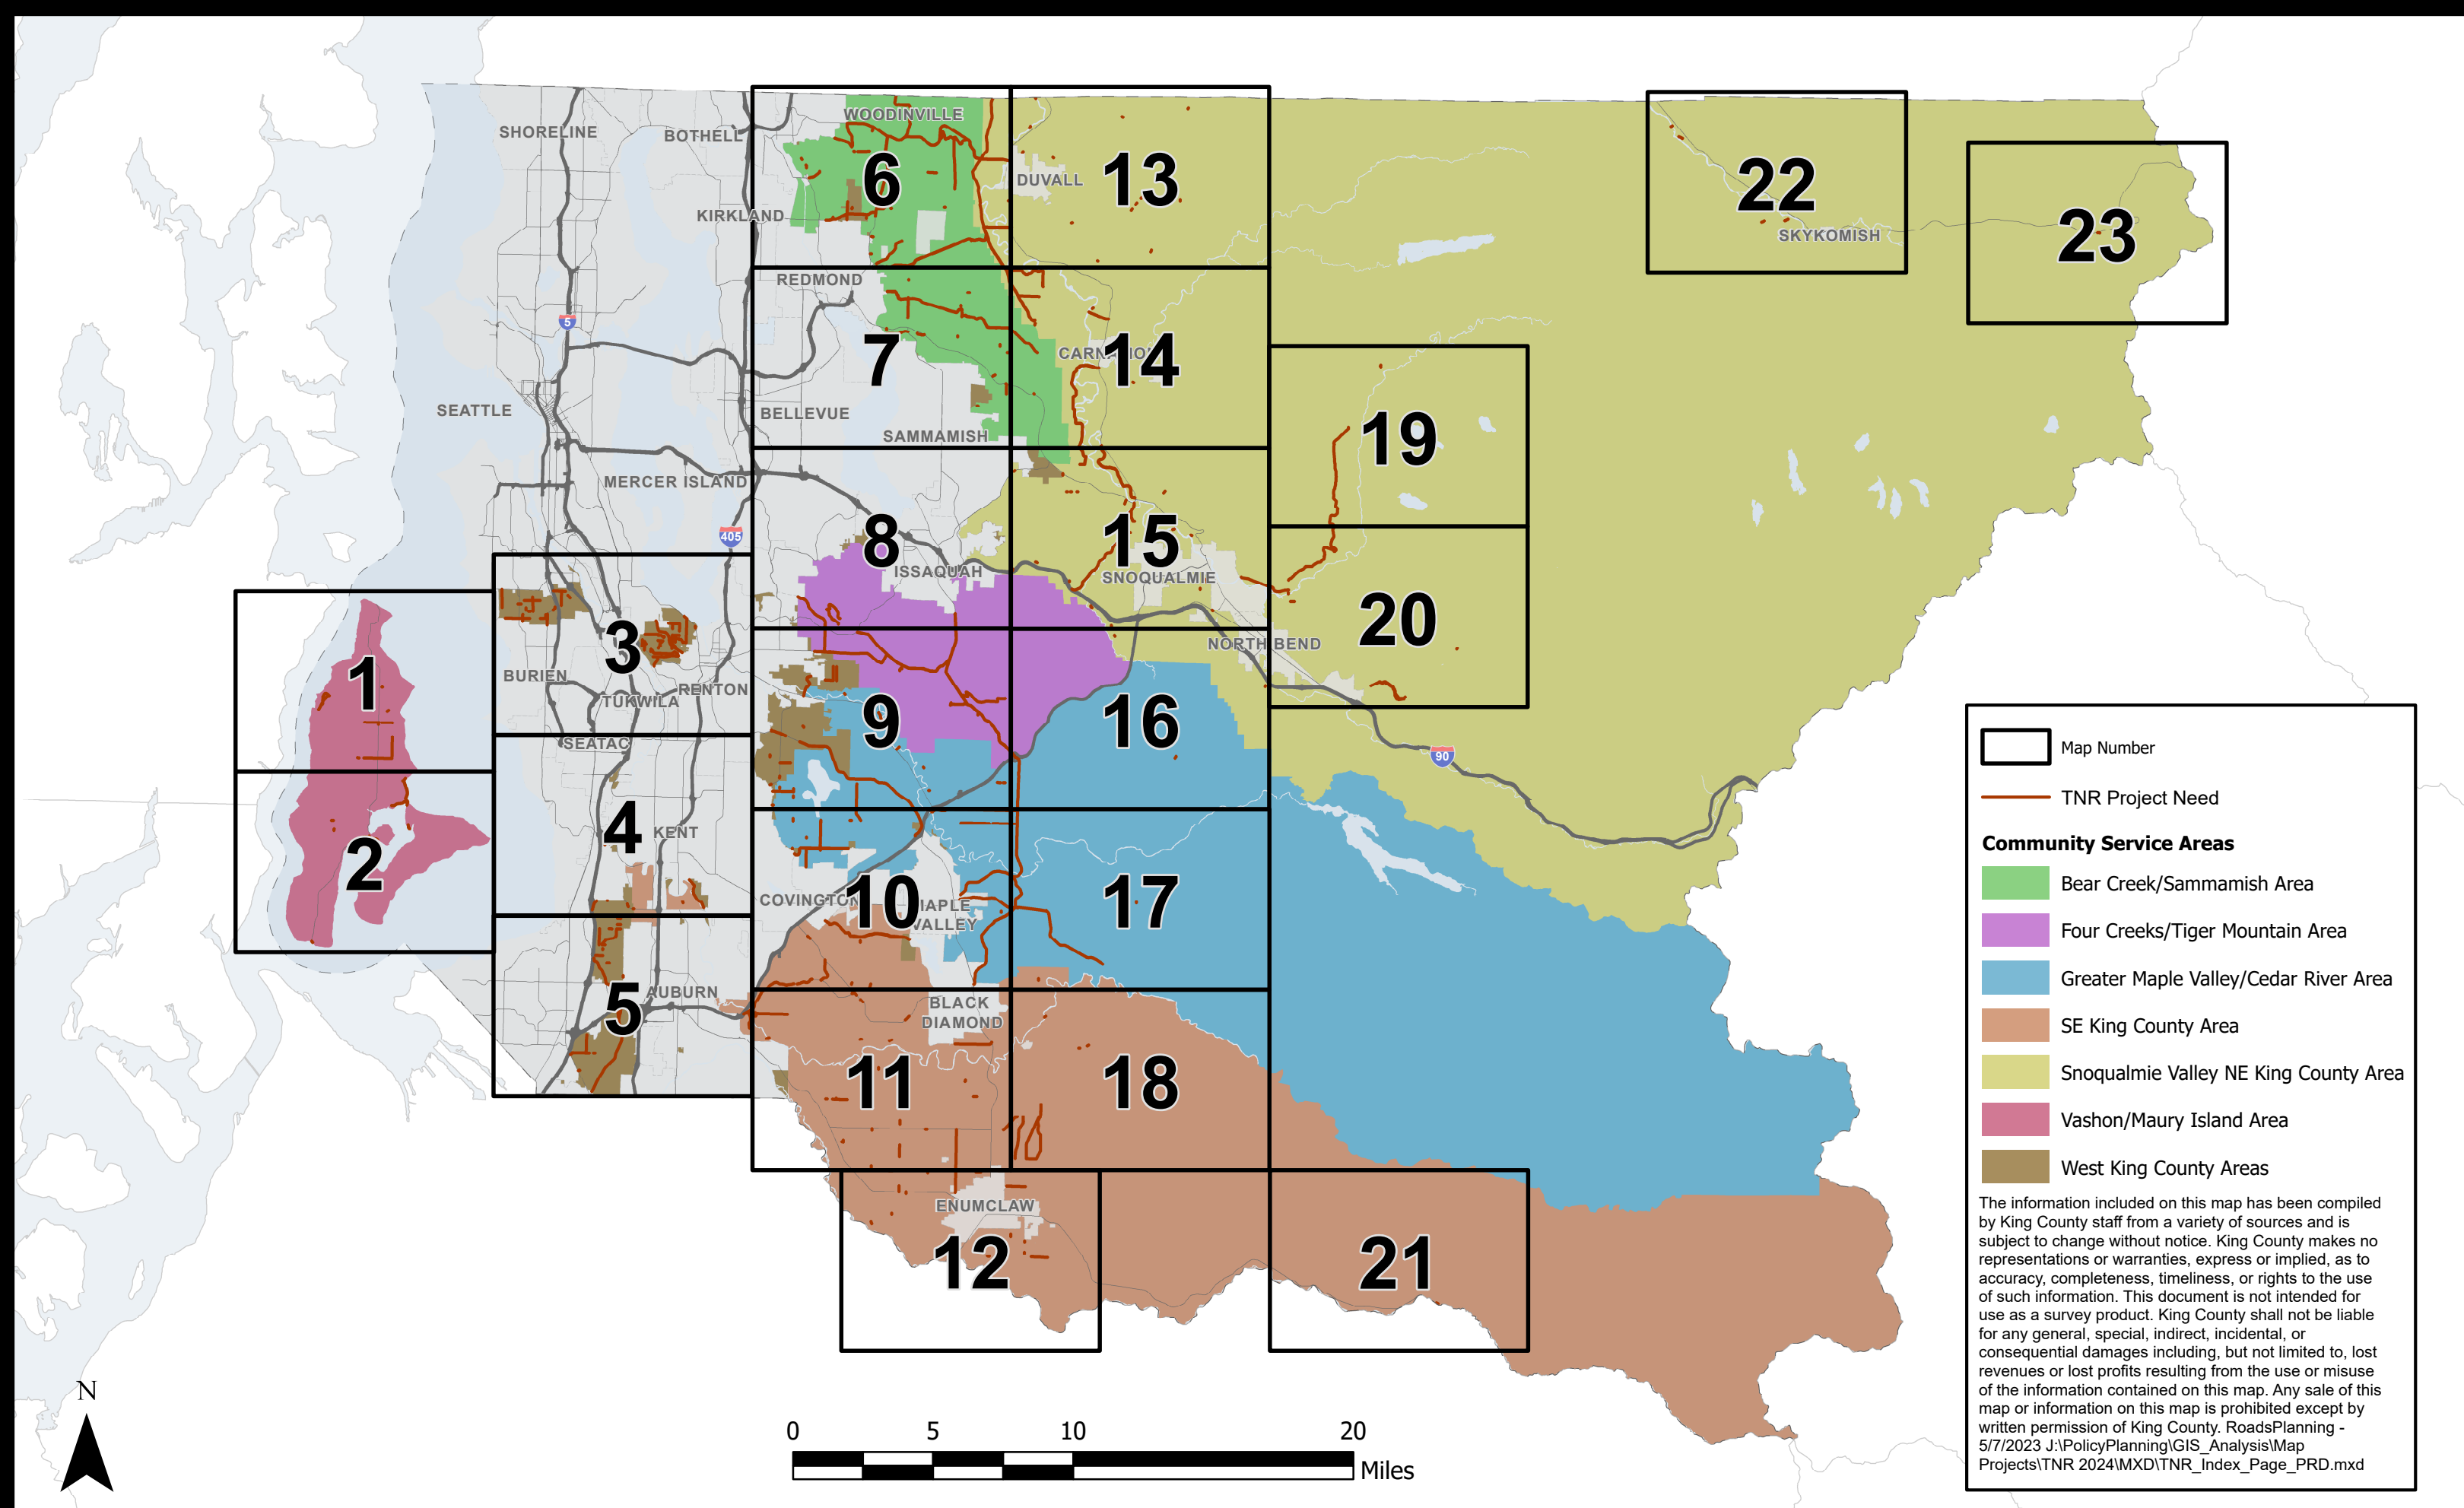 WOODINVILLE
SHORELINE
BOTHELL
6
13
DUVALL
22
KIRKLAND
SKYKOMISH
23
REDMOND
5
7
CARNATION
14
SEATTLE
BELLEVUE
SAMMAMISH
19
MERCER ISLAND
405
8
15
ISSAQUAH
SNOQUALMIE
20
3
NORTH BEND
1
BURIEN
RENTON
TUKWILA
9
16
SEATAC
90
4
KENT
2
COVINGTON
10
MAPLE
VALLEY
17
5
AUBURN
BLACK
DIAMOND
11
18
ENUMCLAW
12
21
Map Number
TNR Project Need
Community Service Areas
Bear Creek/Sammamish Area
Four Creeks/Tiger Mountain Area
Greater Maple Valley/Cedar River Area
SE King County Area
Snoqualmie Valley NE King County Area
Vashon/Maury Island Area
West King County Areas
The information included on this map has been compiled
by King County staff from a variety of sources and is
subject to change without notice. King County makes no
representations or warranties, express or implied, as to
accuracy, completeness, timeliness, or rights to the use
of such information. This document is not intended for
use as a survey product. King County shall not be liable
for any general, special, indirect, incidental, or
consequential damages including, but not limited to, lost
revenues or lost profits resulting from the use or misuse
of the information contained on this map. Any sale of this
map or information on this map is prohibited except by
written permission of King County. RoadsPlanning -
5/7/2023 J:\PolicyPlanning\GIS_Analysis\Map
Projects\TNR 2024\MXD\TNR_Index_Page_PRD.mxd
N
0 5 10 20
Miles